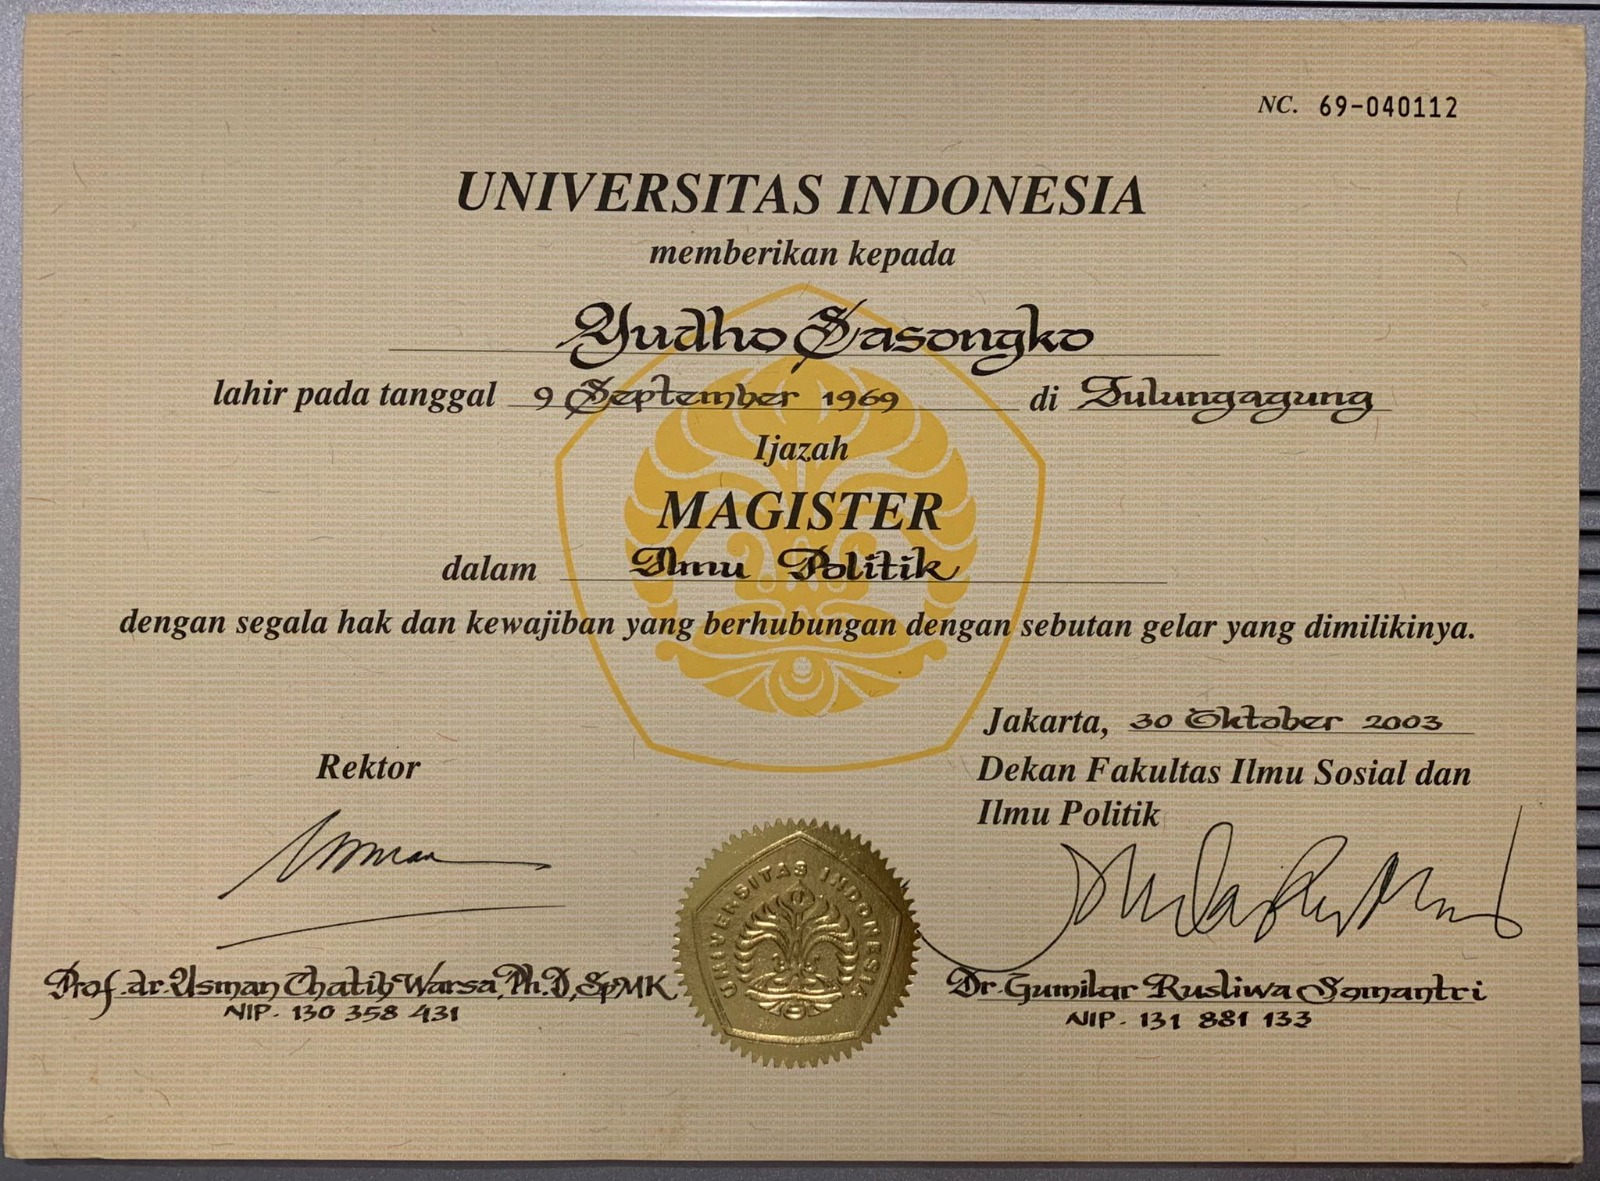 NC. 69-040112
UNIVERSITAS INDONESIA
memberikan kepada
Yudho Sasongko
lahir pada tanggal 9 September 1969 di Tulungagung
Ijazah
MAGISTER
dalam Ilmu Politik
dengan segala hak dan kewajiban yang berhubungan dengan sebutan gelar yang dimilikinya.
Jakarta, 30 Oktober 2003
Rektor
Dekan Fakultas Ilmu Sosial dan
Ilmu Politik
UNIVERSITAS INDONESIA
Prof. dr. Usman Chatib Warsa, Ph.D, SpMK
NIP. 130 358 431
Dr. Gumilar Rusliwa Somantri
NIP. 131 881 133